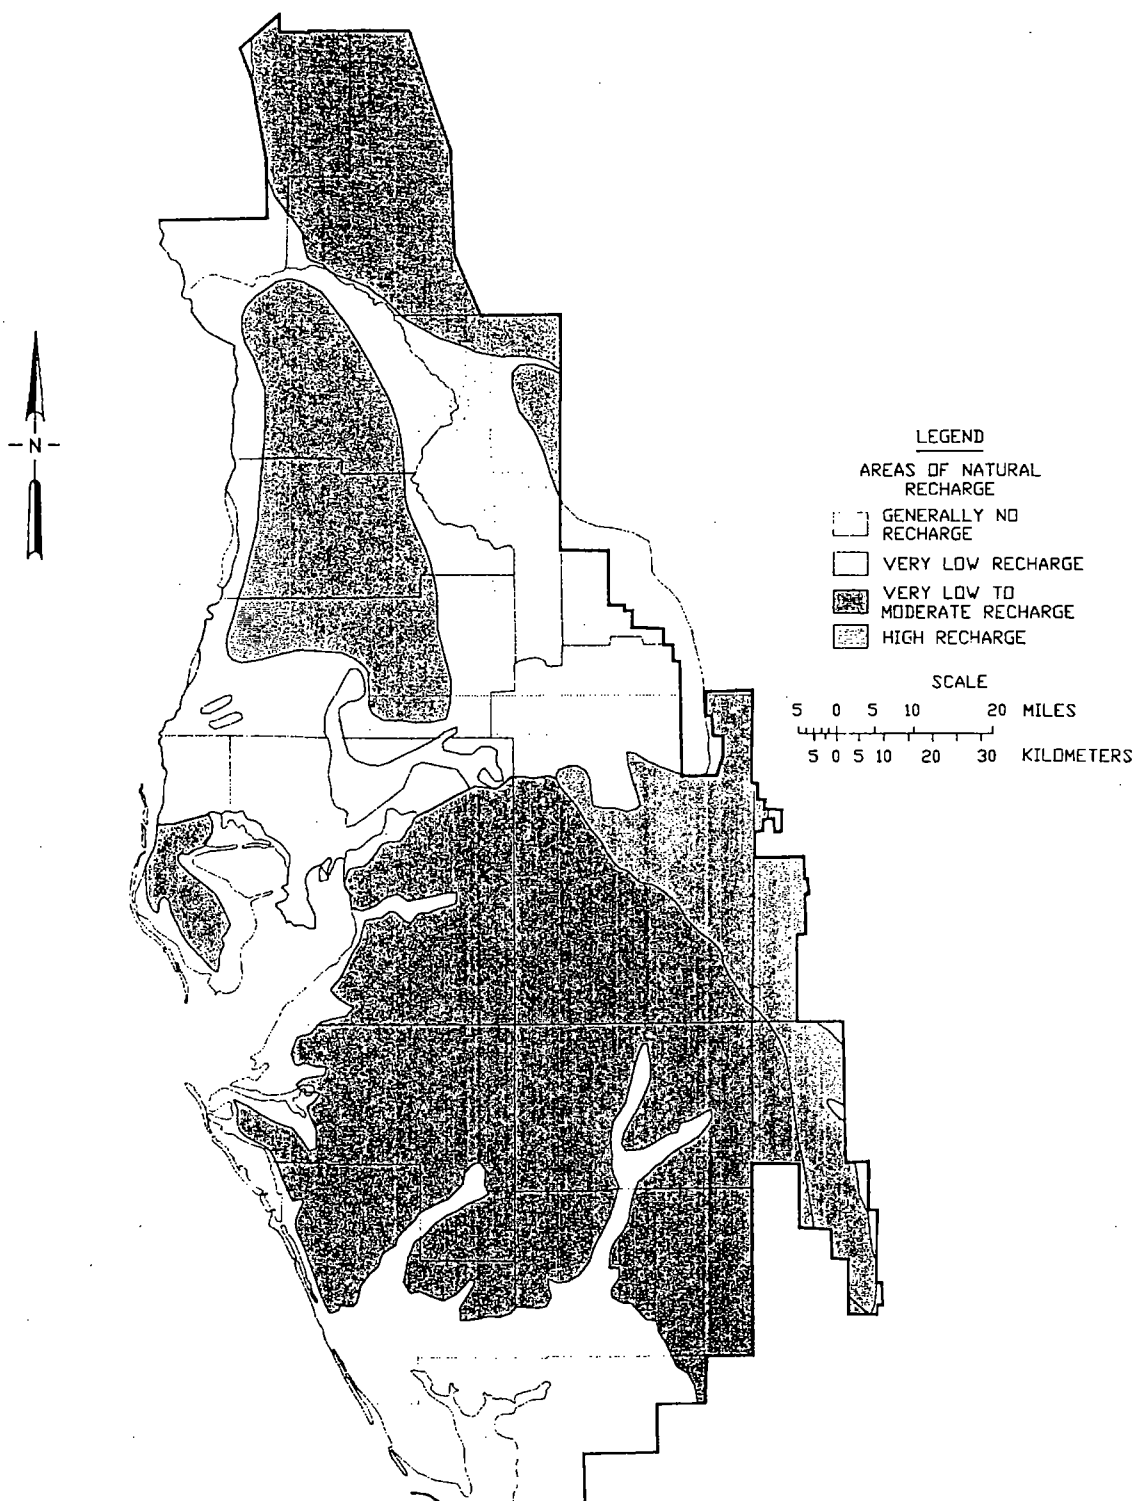 N
LEGEND
AREAS OF NATURAL
RECHARGE
GENERALLY NO
RECHARGE
VERY LOW RECHARGE
VERY LOW TO
MODERATE RECHARGE
HIGH RECHARGE
SCALE
5 0 5 10 20 MILES
5 0 5 10 20 30 KILOMETERS